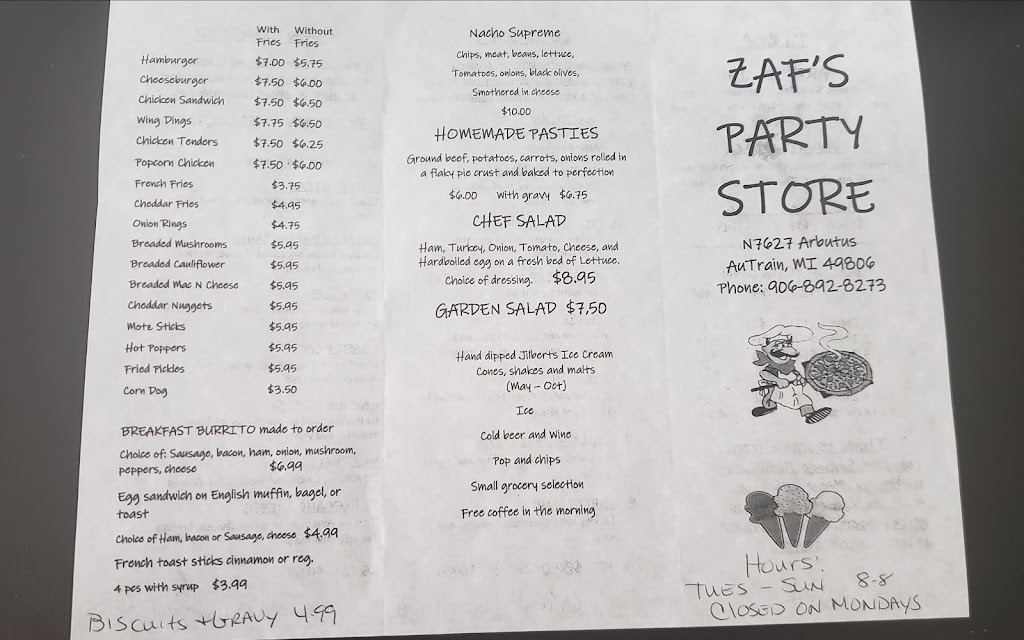 With Without
Fries Fries
Hamburger $7.00 $5.75
Cheeseburger $7.50 $6.00
Chicken Sandwich $7.50 $6.50
Wing Dings $7.75 $6.50
Chicken Tenders $7.50 $6.25
Popcorn Chicken $7.50 $6.00
French Fries $3.75
Cheddar Fries $4.95
Onion Rings $4.75
Breaded Mushrooms $5.95
Breaded Cauliflower $5.95
Breaded Mac N Cheese $5.95
Cheddar Nuggets $5.95
Motz Sticks $5.95
Hot Poppers $5.95
Fried Pickles $5.95
Corn Dog $3.50
BREAKFAST BURRITO made to order
Choice of: Sausage, bacon, ham, onion, mushroom,
peppers, cheese $6.99
Egg sandwich on English muffin, bagel, or
toast
Choice of Ham, bacon or Sausage, cheese $4.99
French toast sticks cinnamon or reg.
4 pcs with syrup $3.99
BISCUITS + GRAVY 4.99
Nacho Supreme
Chips, meat, beans, lettuce,
Tomatoes, onions, black olives,
Smothered in cheese
$10.00
HOMEMADE PASTIES
Ground beef, potatoes, carrots, onions rolled in
a flaky pie crust and baked to perfection
$6.00 With gravy $6.75
CHEF SALAD
Ham, Turkey, Onion, Tomato, Cheese, and
Hardboiled egg on a fresh bed of Lettuce.
Choice of dressing. $8.95
GARDEN SALAD $7.50
Hand dipped Jilberts Ice Cream
Cones, shakes and malts
(May - Oct)
Ice
Cold beer and Wine
Pop and chips
Small grocery selection
Free coffee in the morning
ZAF'S
PARTY
STORE
N7627 Arbutus
AuTrain, MI 49806
Phone: 906-892-8273
Hours:
TUES - SUN 8-8
CLOSED ON MONDAYS